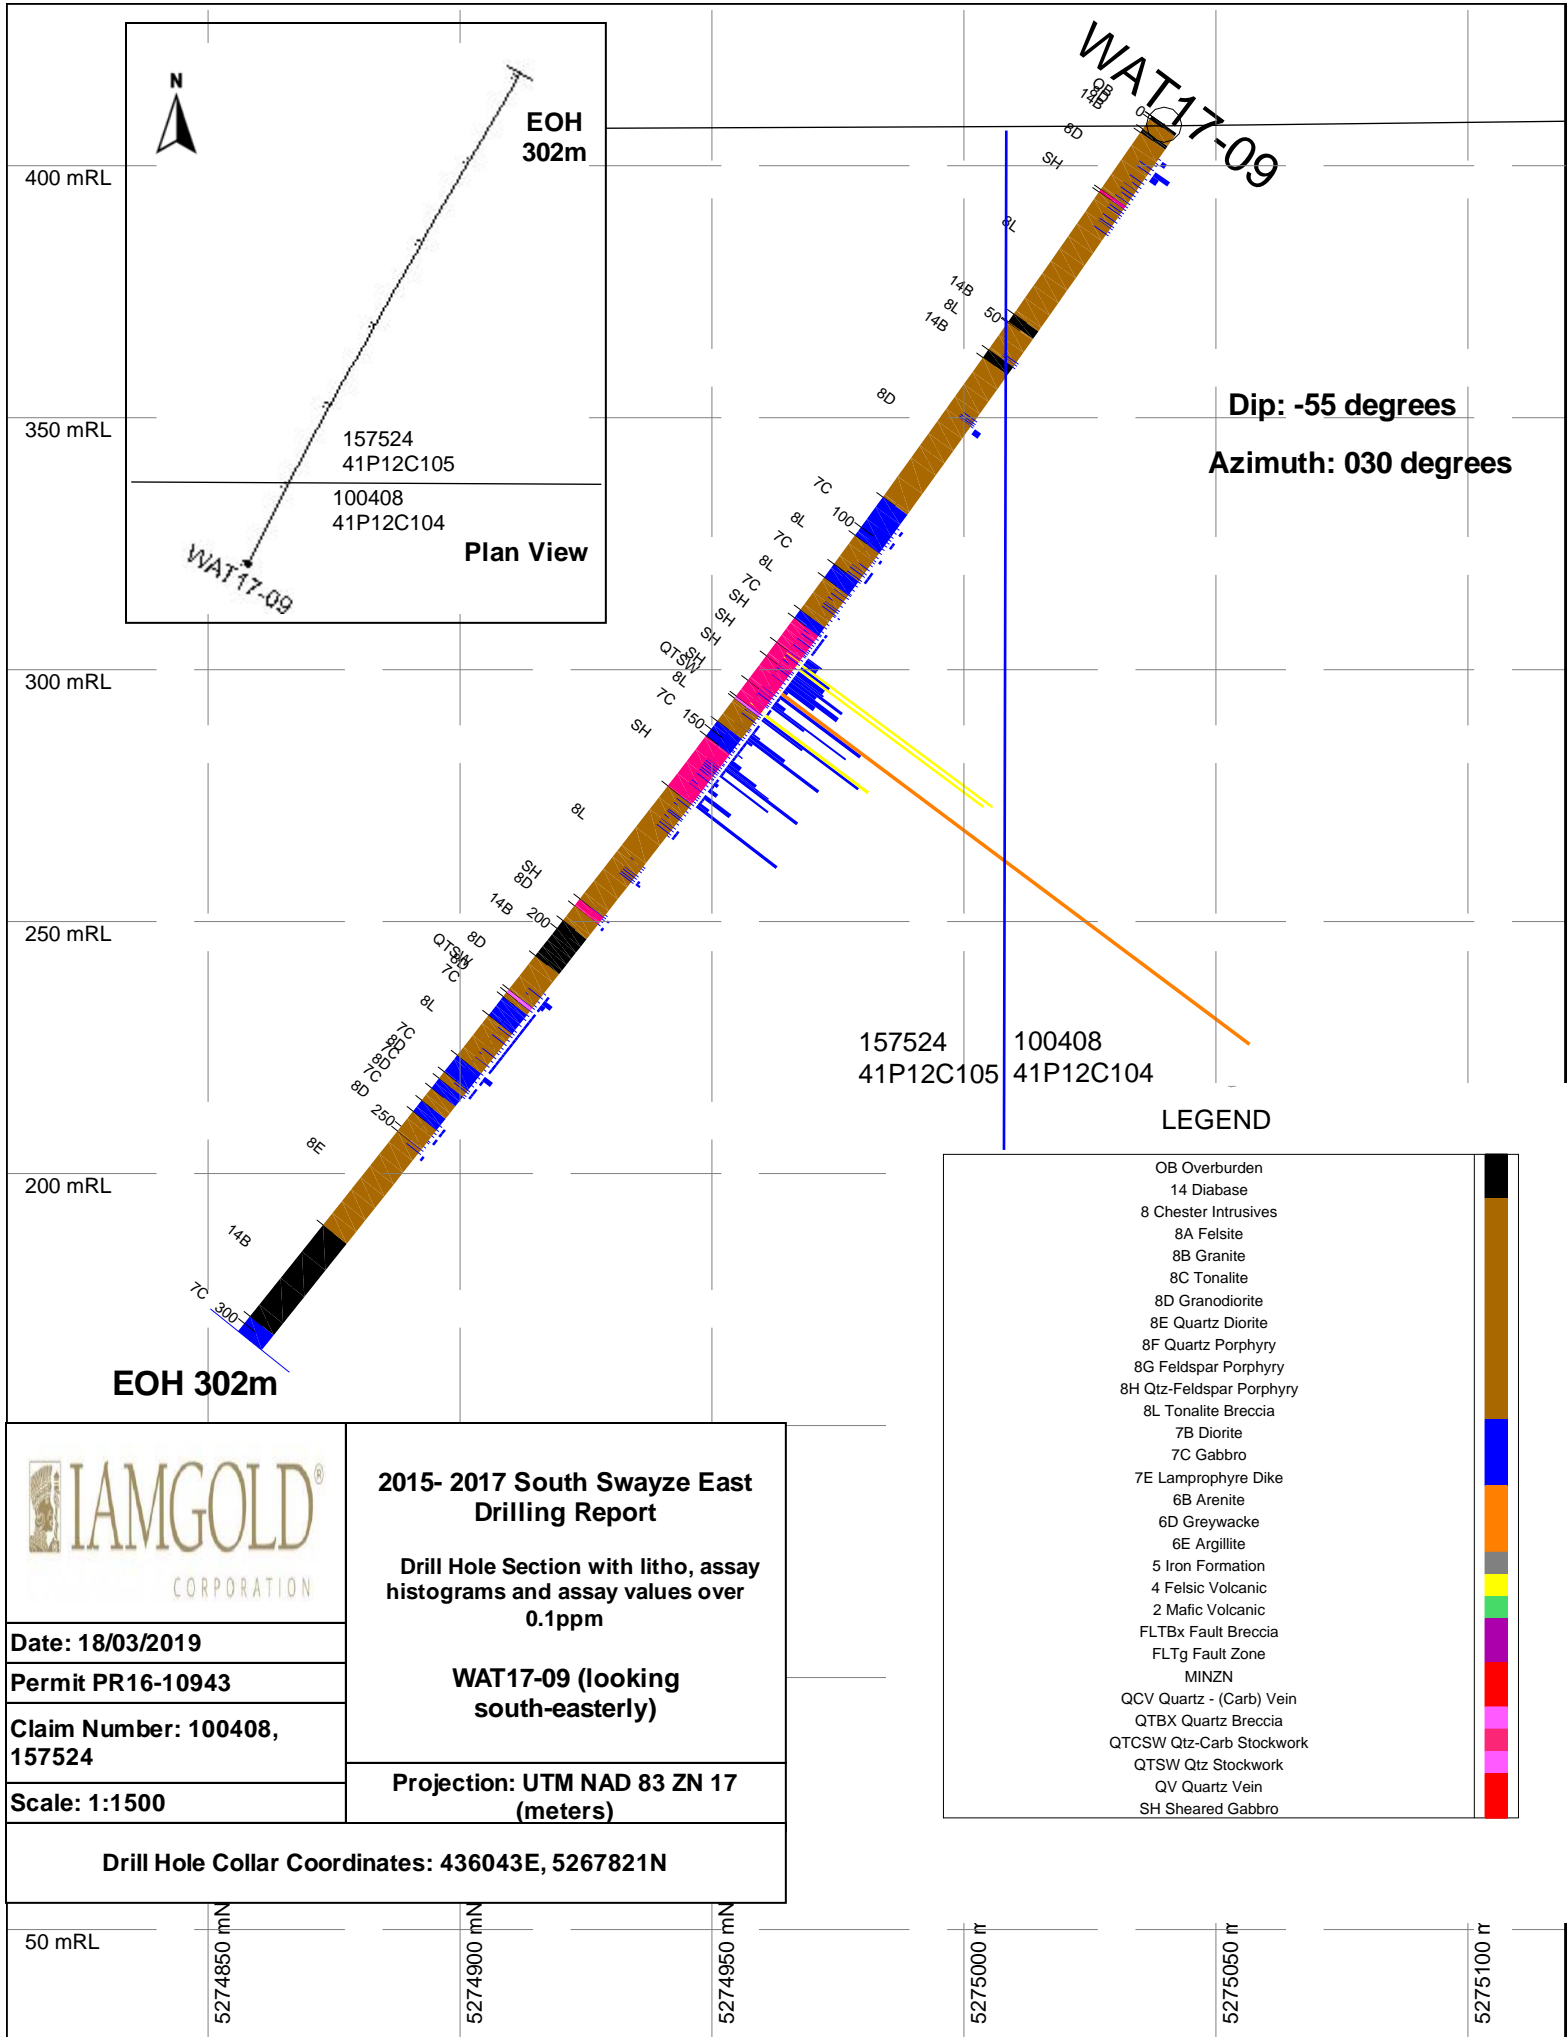 N
EOH
302m
157524
41P12C105
100408
41P12C104
Plan View
WAT17-09
WAT17-09
14B
0
8D
SH
8L
14B
8L
50
14B
8D
7C
100
8L
7C
8L
7C
SH
SH
SH
SH
QTSW
8L
7C
150
SH
8L
SH
8D
14B
200
8D
QTSW
8D
7C
8L
7C
8D
7C
8D
7C
8D
250
8E
14B
7C
300
400 mRL
350 mRL
300 mRL
250 mRL
200 mRL
50 mRL
Dip: -55 degrees
Azimuth: 030 degrees
157524
41P12C105
100408
41P12C104
EOH 302m
LEGEND
OB Overburden
14 Diabase
8 Chester Intrusives
8A Felsite
8B Granite
8C Tonalite
8D Granodiorite
8E Quartz Diorite
8F Quartz Porphyry
8G Feldspar Porphyry
8H Qtz-Feldspar Porphyry
8L Tonalite Breccia
7B Diorite
7C Gabbro
7E Lamprophyre Dike
6B Arenite
6D Greywacke
6E Argillite
5 Iron Formation
4 Felsic Volcanic
2 Mafic Volcanic
FLTBx Fault Breccia
FLTg Fault Zone
MINZN
QCV Quartz - (Carb) Vein
QTBX Quartz Breccia
QTCSW Qtz-Carb Stockwork
QTSW Qtz Stockwork
QV Quartz Vein
SH Sheared Gabbro
IAMGOLD®
CORPORATION
Date: 18/03/2019
Permit PR16-10943
Claim Number: 100408,
157524
Scale: 1:1500
2015- 2017 South Swayze East
Drilling Report
Drill Hole Section with litho, assay
histograms and assay values over
0.1ppm
WAT17-09 (looking
south-easterly)
Projection: UTM NAD 83 ZN 17
(meters)
Drill Hole Collar Coordinates: 436043E, 5267821N
5274850 mN
5274900 mN
5274950 mN
5275000 m
5275050 m
5275100 m